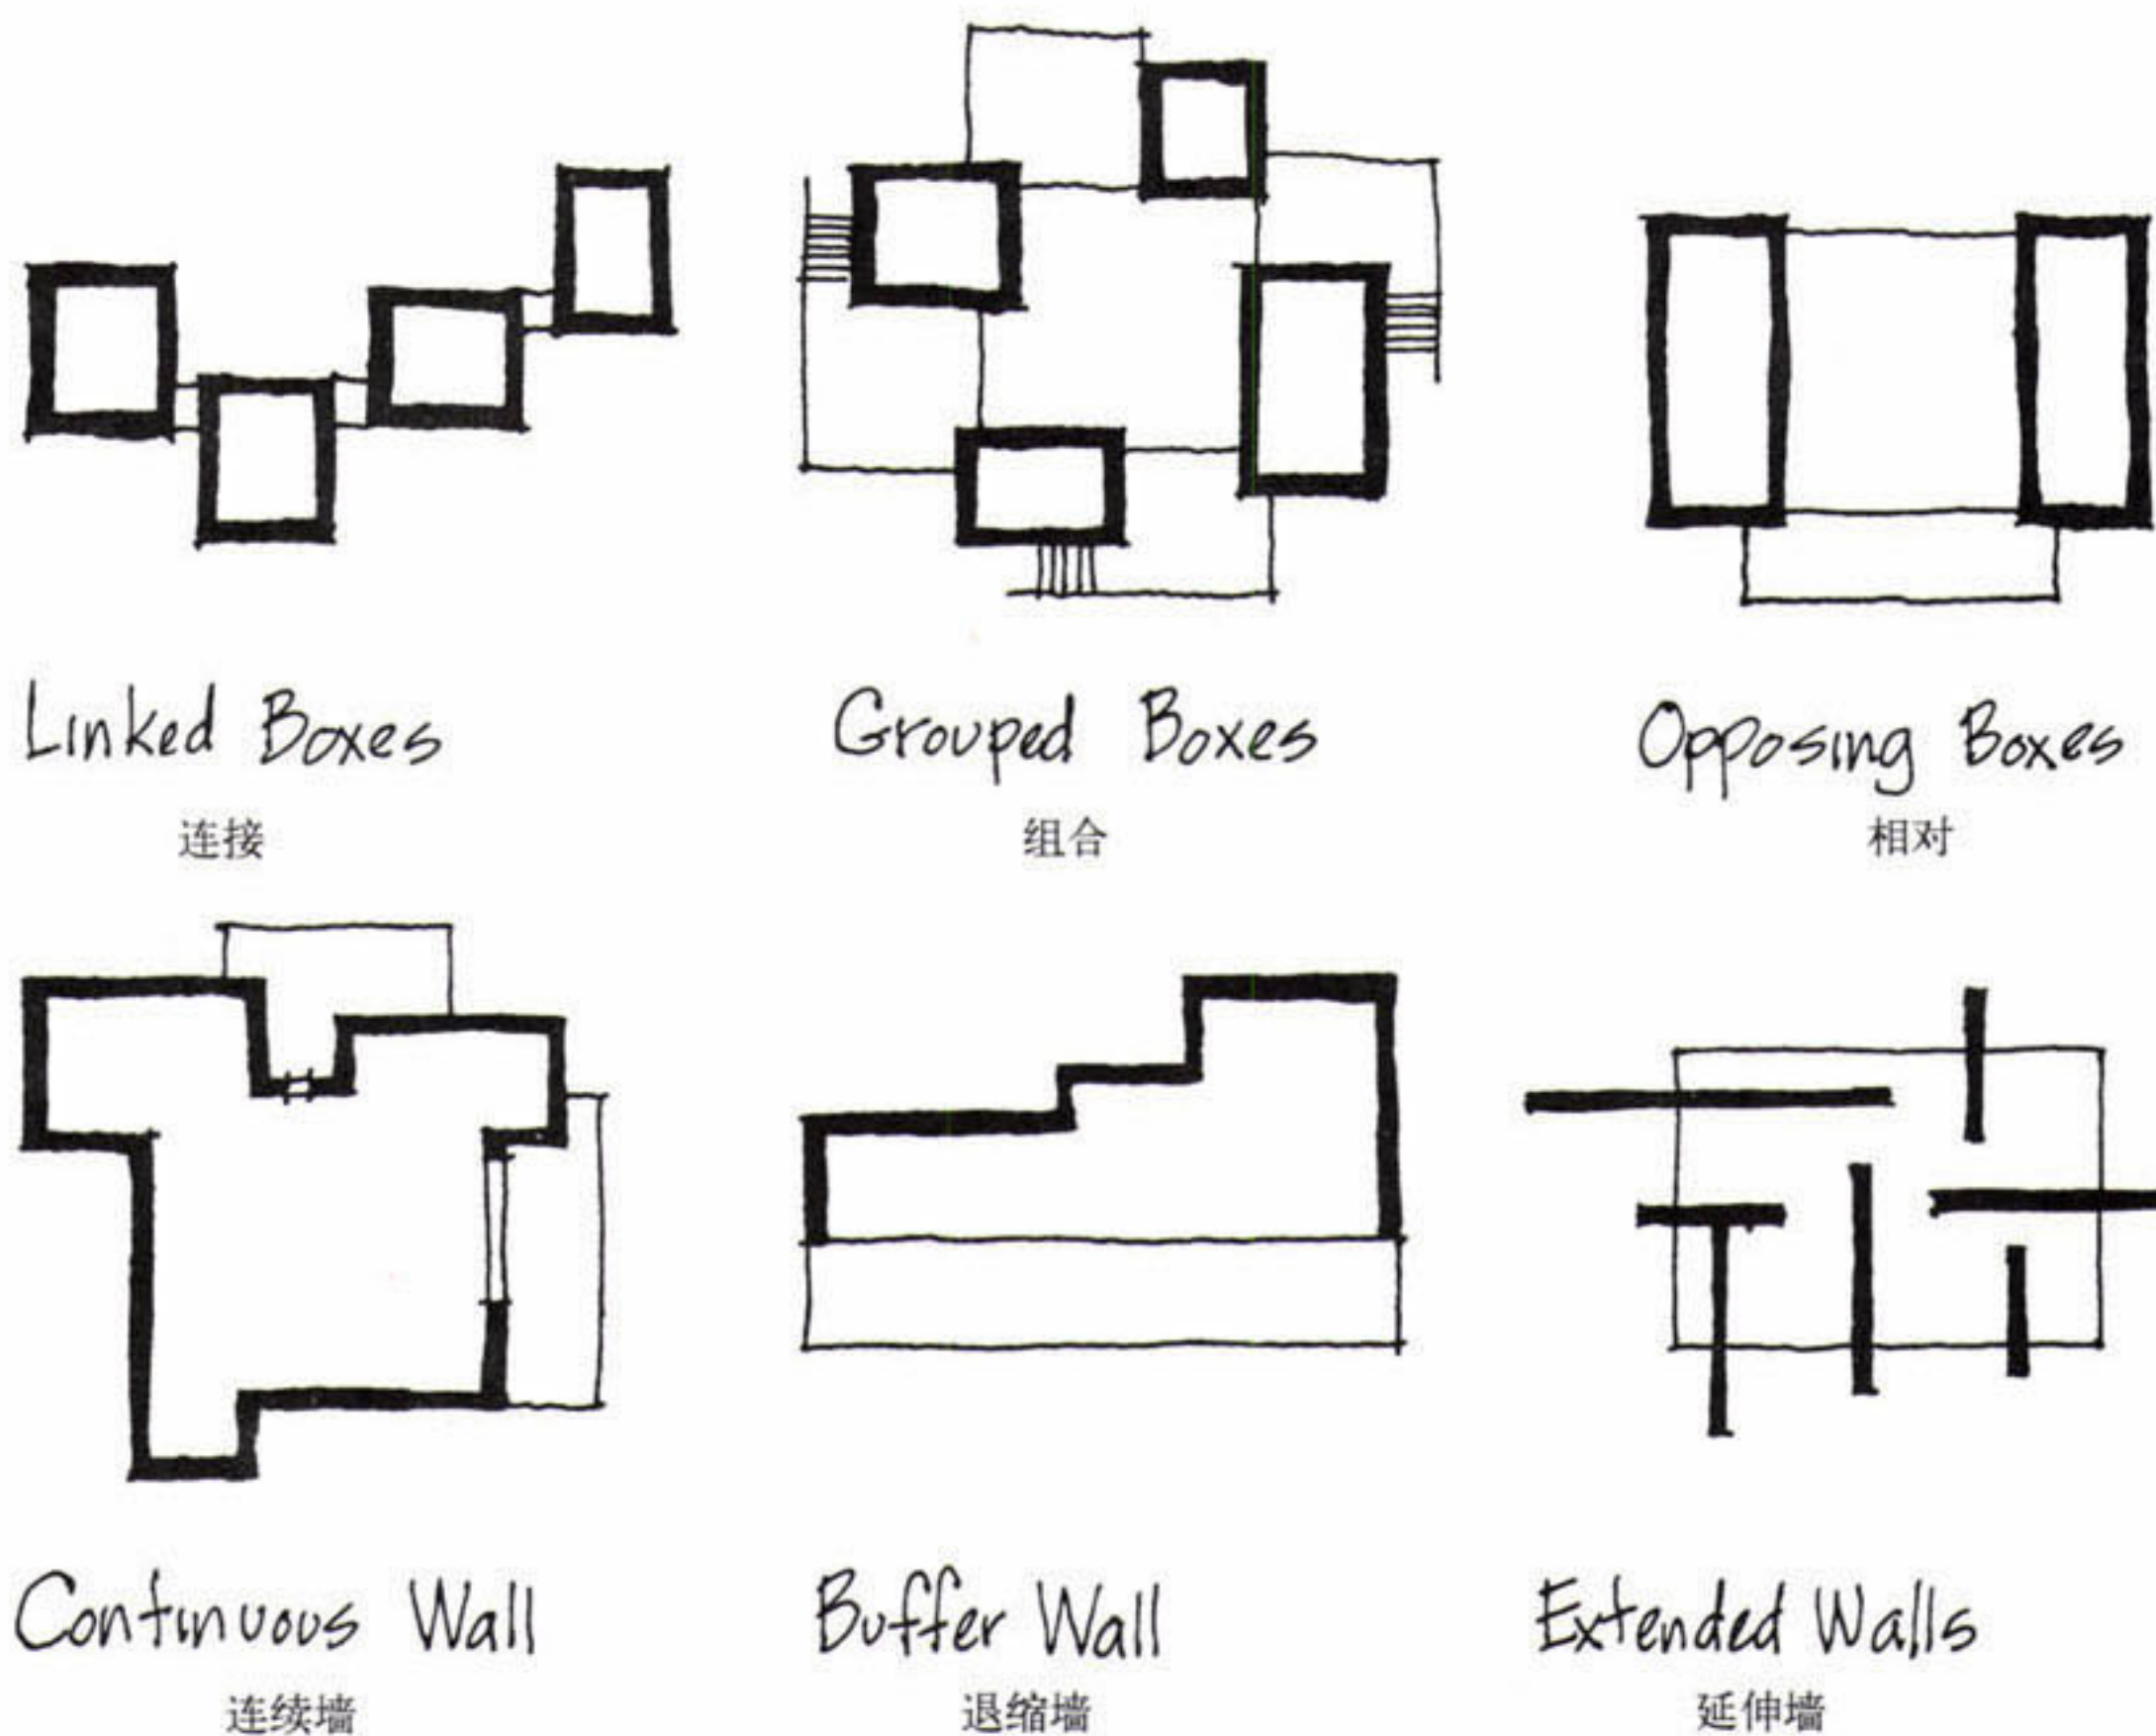 Linked Boxes
连接
Grouped Boxes
组合
Opposing Boxes
相对
Continuous Wall
连续墙
Buffer Wall
退缩墙
Extended Walls
延伸墙